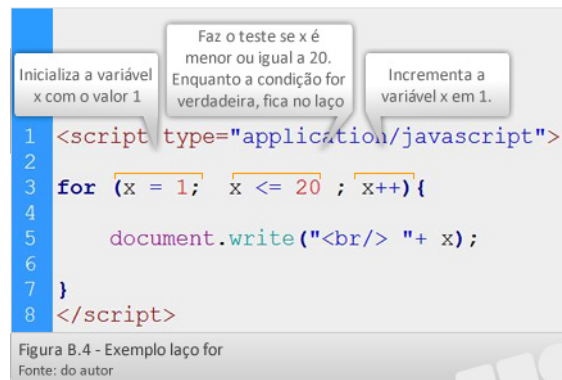 Inicializa a variável
x com o valor 1
Faz o teste se x é
menor ou igual a 20.
Enquanto a condição for
verdadeira, fica no laço
Incrementa a
variável x em 1.
1 <script type="application/javascript">
2
3 for (x = 1; x <= 20 ; x++){
4
5 document.write("<br/> "+ x);
6
7 }
8 </script>
Figura B.4 - Exemplo laço for
Fonte: do autor